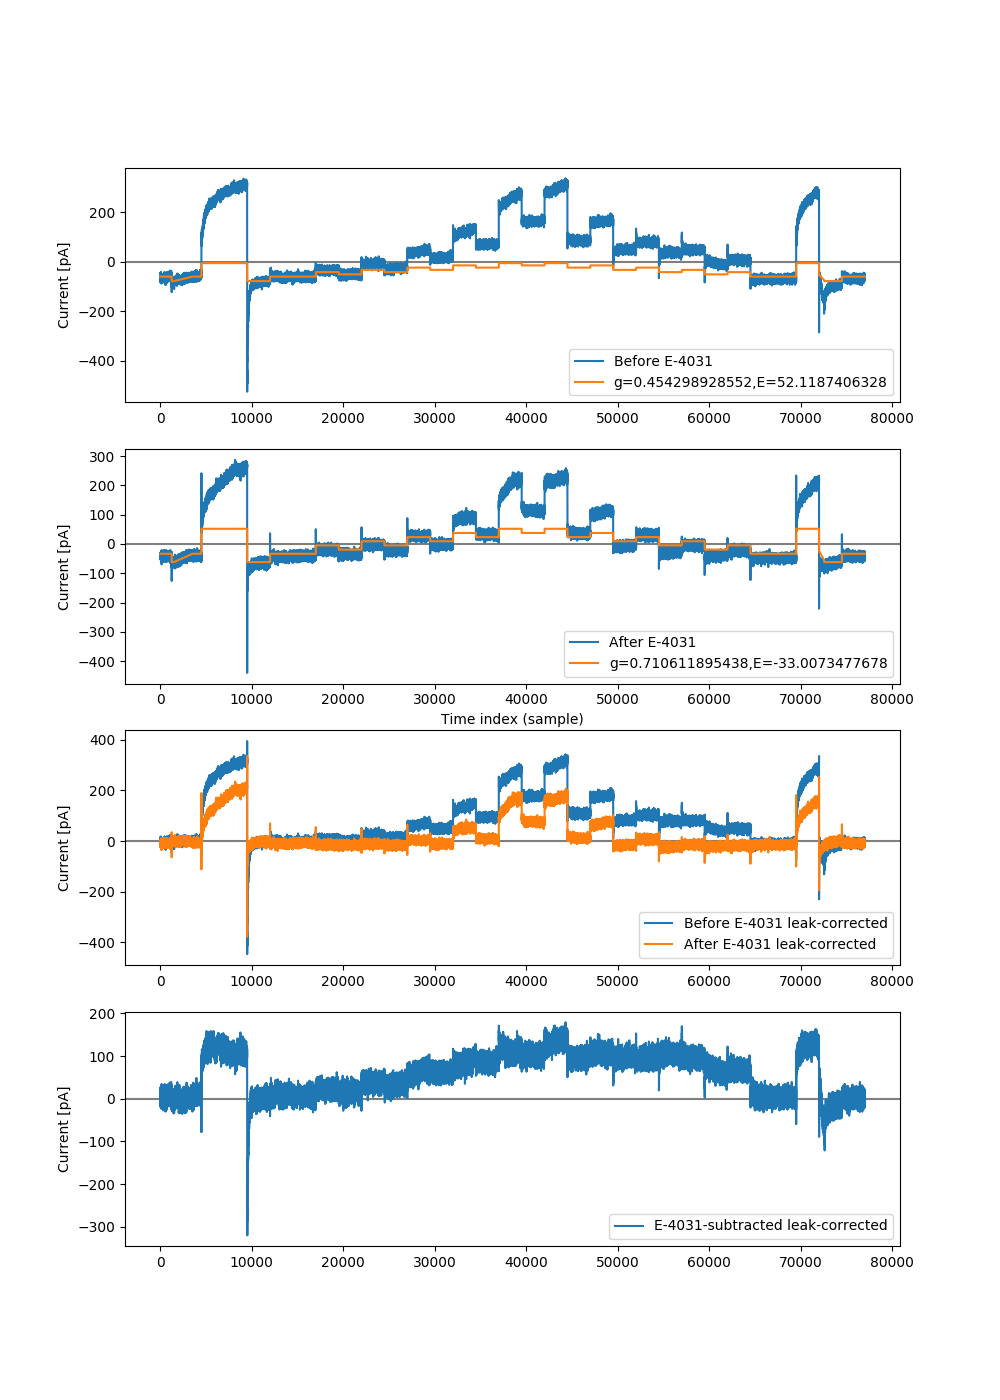 Current [pA]
200
0
−200
−400
Before E-4031
g=0.454298928552,E=52.1187406328
0 10000 20000 30000 40000 50000 60000 70000 80000
Current [pA]
300
200
100
0
−100
−200
−300
−400
After E-4031
g=0.710611895438,E=-33.0073477678
0 10000 20000 30000 40000 50000 60000 70000 80000
Time index (sample)
Current [pA]
400
200
0
−200
−400
Before E-4031 leak-corrected
After E-4031 leak-corrected
0 10000 20000 30000 40000 50000 60000 70000 80000
Current [pA]
200
100
0
−100
−200
−300
E-4031-subtracted leak-corrected
0 10000 20000 30000 40000 50000 60000 70000 80000